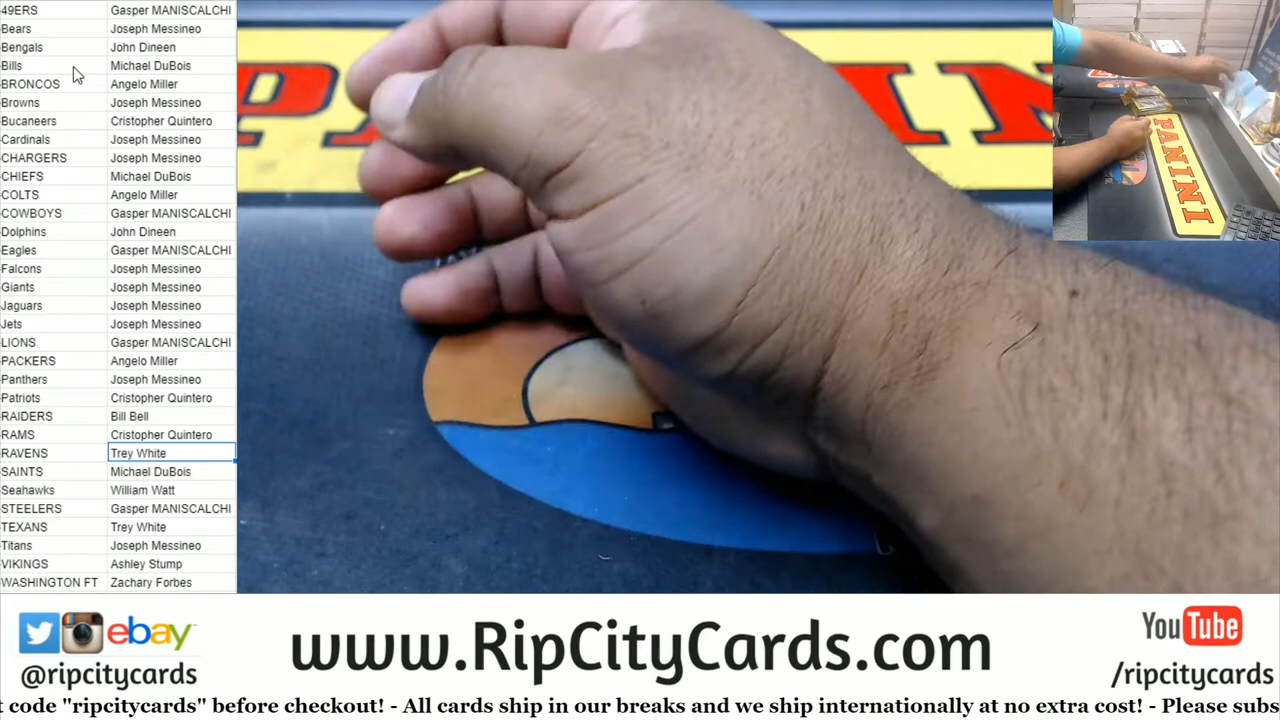 49ERS Gasper MANISCALCHI
Bears Joseph Messineo
Bengals John Dineen
Bills Michael DuBois
BRONCOS Angelo Miller
Browns Joseph Messineo
Bucaneers Cristopher Quintero
Cardinals Joseph Messineo
CHARGERS Joseph Messineo
CHIEFS Michael DuBois
COLTS Angelo Miller
COWBOYS Gasper MANISCALCHI
Dolphins John Dineen
Eagles Gasper MANISCALCHI
Falcons Joseph Messineo
Giants Joseph Messineo
Jaguars Joseph Messineo
Jets Joseph Messineo
LIONS Gasper MANISCALCHI
PACKERS Angelo Miller
Panthers Joseph Messineo
Patriots Cristopher Quintero
RAIDERS Bill Bell
RAMS Cristopher Quintero
RAVENS Trey White
SAINTS Michael DuBois
Seahawks William Watt
STEELERS Gasper MANISCALCHI
TEXANS Trey White
Titans Joseph Messineo
VIKINGS Ashley Stump
WASHINGTON FT Zachary Forbes
PANINI
ebay
@ripcitycards
www.RipCityCards.com
YouTube
/ripcitycards
t code "ripcitycards" before checkout! - All cards ship in our breaks and we ship internationally at no extra cost! - Please subs